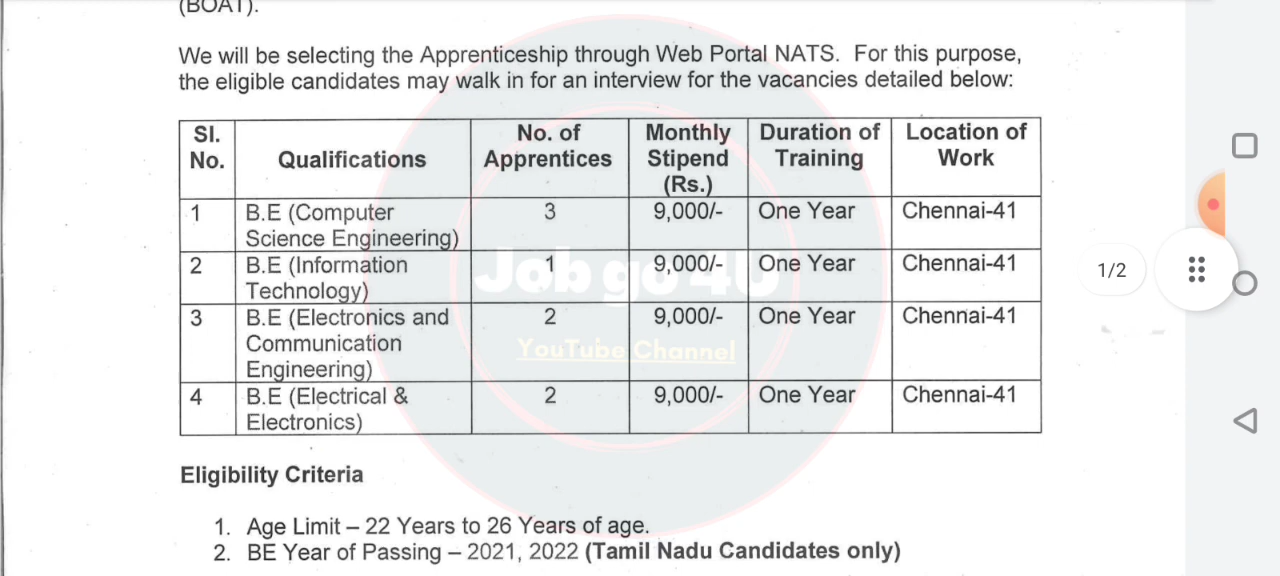 (BOAT).
We will be selecting the Apprenticeship through Web Portal NATS. For this purpose,
the eligible candidates may walk in for an interview for the vacancies detailed below:
Sl. No. Qualifications No. of Apprentices Monthly Stipend (Rs.) Duration of Training Location of Work
1 B.E (Computer 3 9,000/- One Year Chennai-41
Science Engineering)
2 B.E (Information 1 9,000/- One Year Chennai-41
Technology)
3 B.E (Electronics and 2 9,000/- One Year Chennai-41
Communication
Engineering)
4 B.E (Electrical & 2 9,000/- One Year Chennai-41
Electronics)
Job go 4U
YouTube Channel
Eligibility Criteria
1. Age Limit – 22 Years to 26 Years of age.
2. BE Year of Passing – 2021, 2022 (Tamil Nadu Candidates only)
1/2